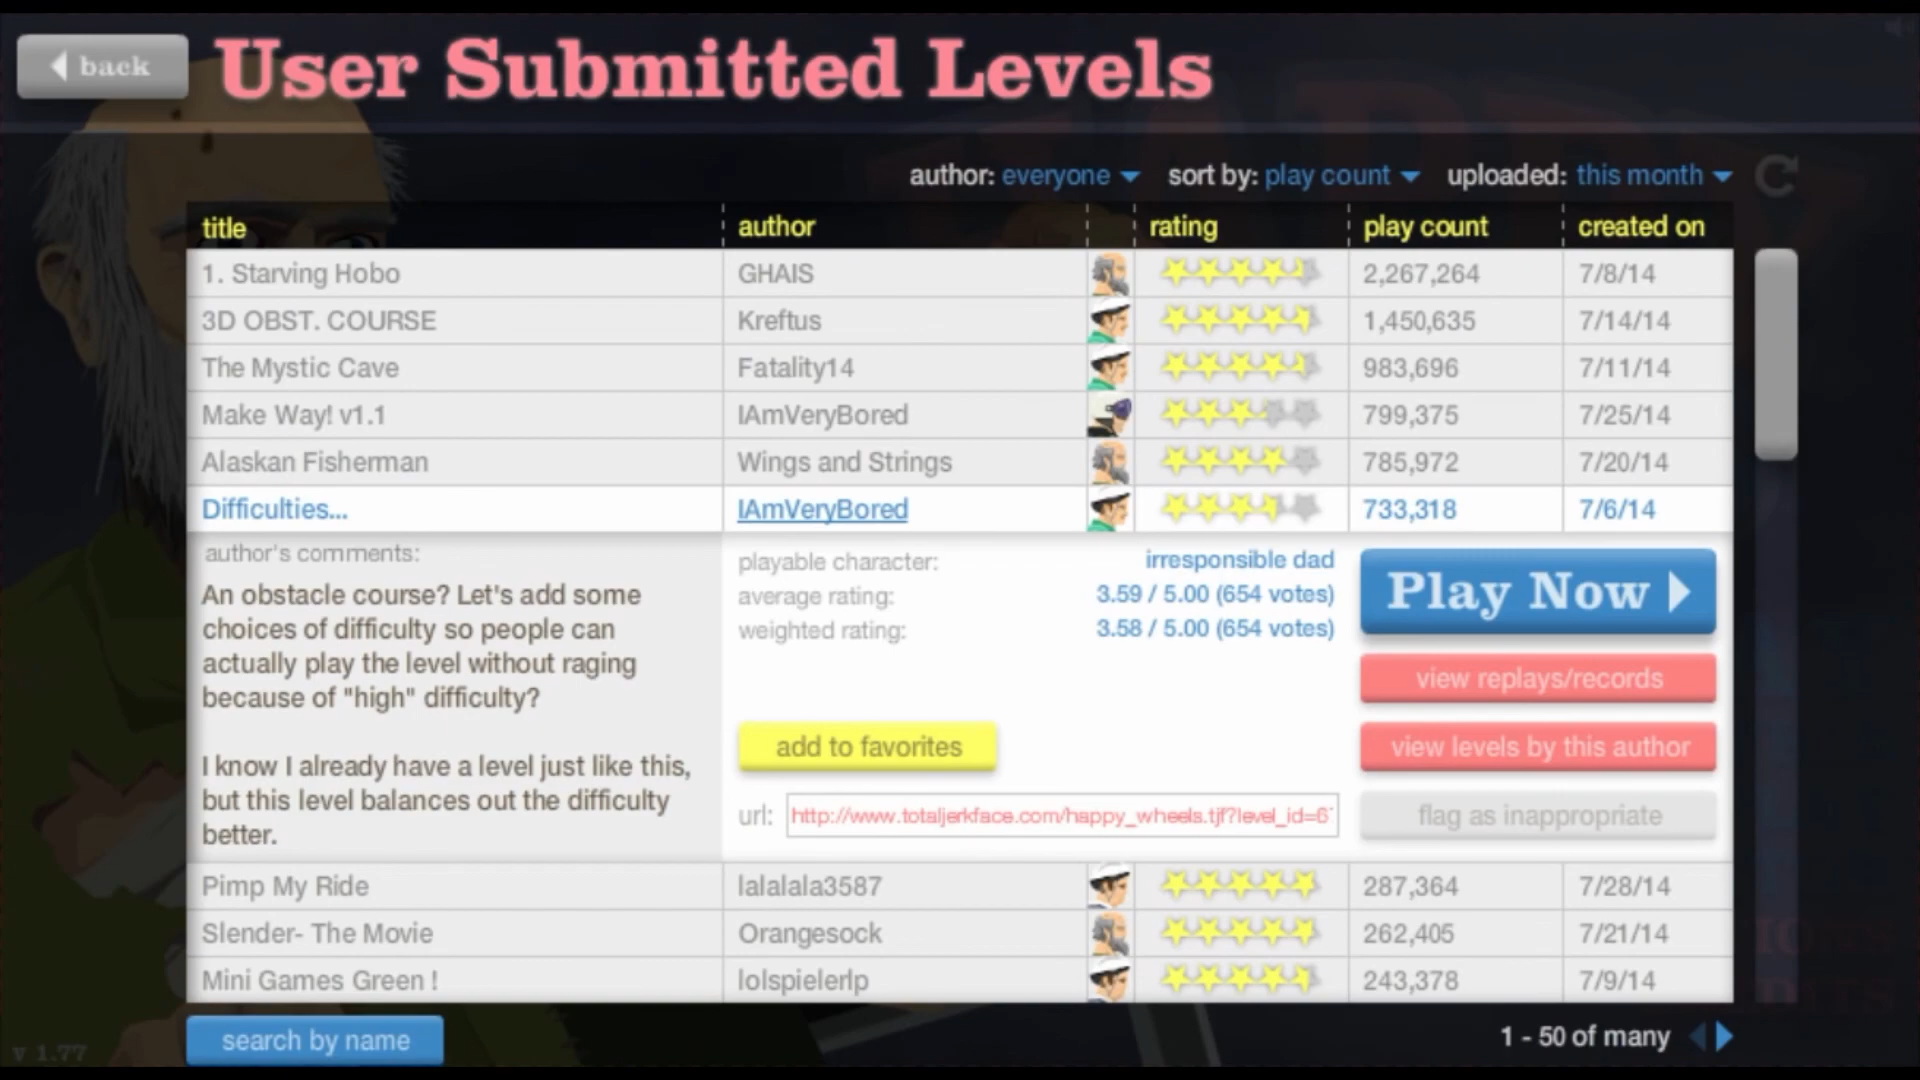 back
User Submitted Levels
author: everyone sort by: play count uploaded: this month
title author rating play count created on
1. Starving Hobo GHAIS 2,267,264 7/8/14
3D OBST. COURSE Kreftus 1,450,635 7/14/14
The Mystic Cave Fatality14 983,696 7/11/14
Make Way! v1.1 IAmVeryBored 799,375 7/25/14
Alaskan Fisherman Wings and Strings 785,972 7/20/14
Difficulties... IAmVeryBored 733,318 7/6/14
author's comments:
An obstacle course? Let's add some
choices of difficulty so people can
actually play the level without raging
because of "high" difficulty?
I know I already have a level just like this,
but this level balances out the difficulty
better.
playable character: irresponsible dad
average rating: 3.59 / 5.00 (654 votes)
weighted rating: 3.58 / 5.00 (654 votes)
add to favorites
url: http://www.totaljerkface.com/happy_wheels.tjf?level_id=6
Play Now
view replays/records
view levels by this author
flag as inappropriate
Pimp My Ride lalalala3587 287,364 7/28/14
Slender- The Movie Orangesock 262,405 7/21/14
Mini Games Green ! lolspielerlp 243,378 7/9/14
search by name
1 - 50 of many
v 1.77